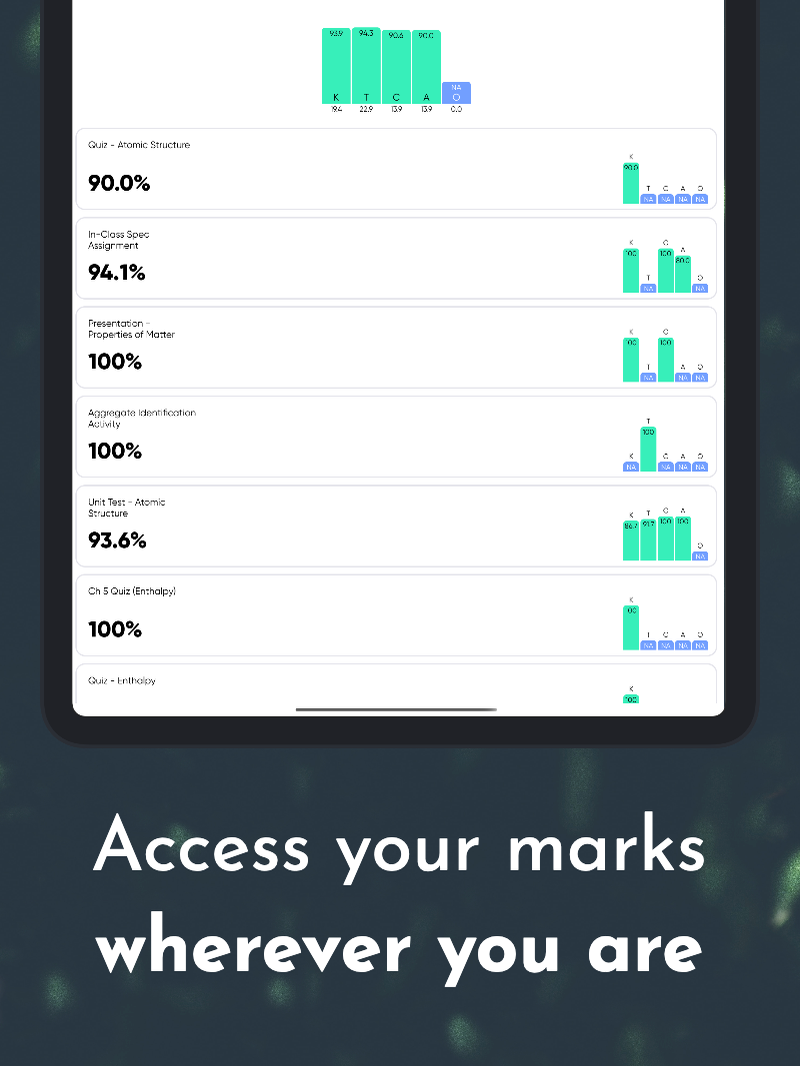 93.9 94.3 90.6 90.0 NA
K T C A O
19.4 22.9 13.9 13.9 0.0
Quiz - Atomic Structure
90.0%
K
90.0
T C A O
NA NA NA NA
In-Class Spec
Assignment
94.1%
K C A
100 100 80.0
T O
NA NA
Presentation -
Properties of Matter
100%
K C
100 100
T A O
NA NA NA
Aggregate Identification
Activity
100%
T
100
K C A O
NA NA NA NA
Unit Test - Atomic
Structure
93.6%
K T C A
86.7 91.7 100 100
O
NA
Ch 5 Quiz (Enthalpy)
100%
K
100
T C A O
NA NA NA NA
Quiz - Enthalpy
K
100
Access your marks
wherever you are